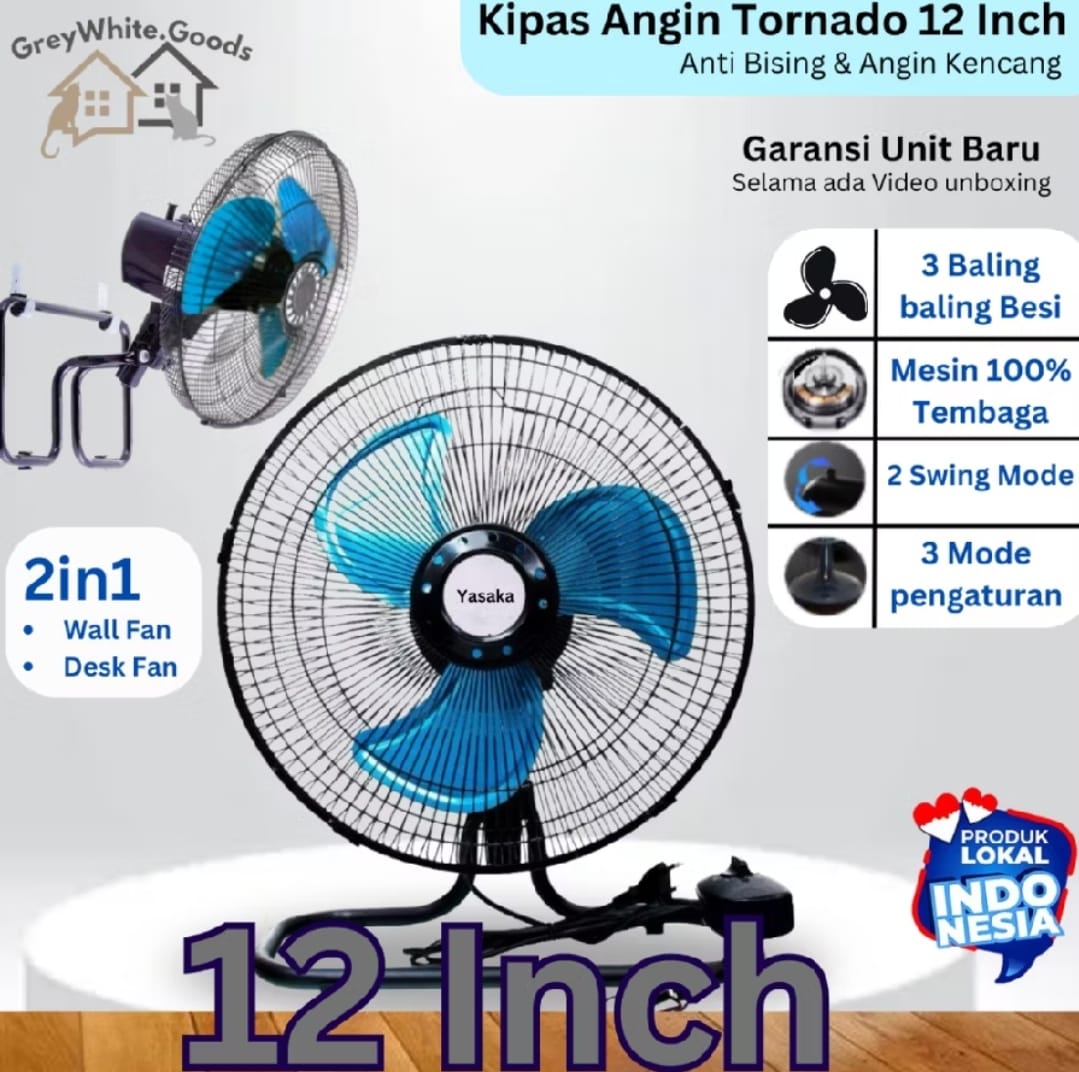 GreyWhite.Goods
Kipas Angin Tornado 12 Inch
Anti Bising & Angin Kencang
Garansi Unit Baru
Selama ada Video unboxing
3 Baling
baling Besi
Mesin 100%
Tembaga
2 Swing Mode
3 Mode
pengaturan
2in1
• Wall Fan
• Desk Fan
Yasaka
PRODUK
LOKAL
INDO
NESIA
12 Inch